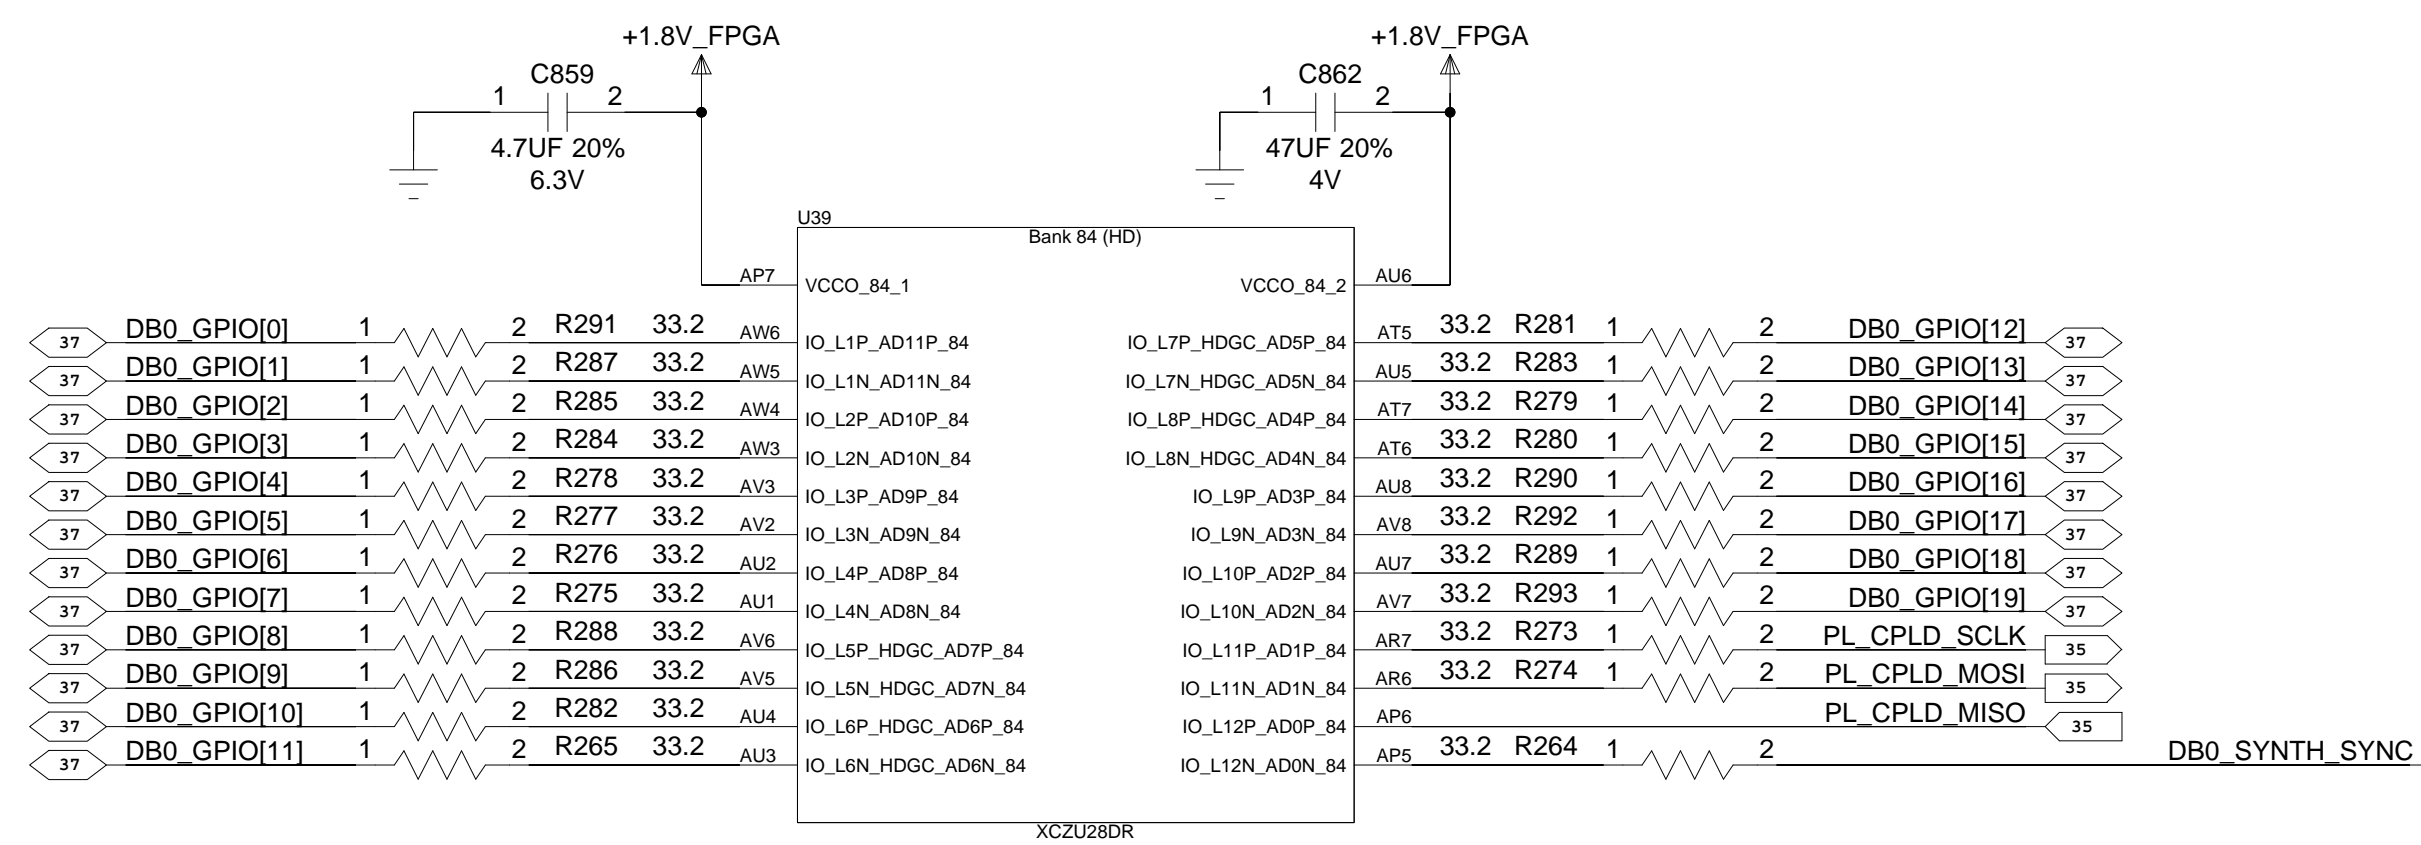 +1.8V_FPGA +1.8V_FPGA
C859 C862
1 2 1 2
4.7UF 20% 47UF 20%
6.3V 4V
U39
Bank 84 (HD)
AP7 VCCO_84_1 VCCO_84_2 AU6
37 DB0_GPIO[0] 1 2 R291 33.2 AW6 IO_L1P_AD11P_84 IO_L7P_HDGC_AD5P_84 AT5 33.2 R281 1 2 DB0_GPIO[12] 37
37 DB0_GPIO[1] 1 2 R287 33.2 AW5 IO_L1N_AD11N_84 IO_L7N_HDGC_AD5N_84 AU5 33.2 R283 1 2 DB0_GPIO[13] 37
37 DB0_GPIO[2] 1 2 R285 33.2 AW4 IO_L2P_AD10P_84 IO_L8P_HDGC_AD4P_84 AT7 33.2 R279 1 2 DB0_GPIO[14] 37
37 DB0_GPIO[3] 1 2 R284 33.2 AW3 IO_L2N_AD10N_84 IO_L8N_HDGC_AD4N_84 AT6 33.2 R280 1 2 DB0_GPIO[15] 37
37 DB0_GPIO[4] 1 2 R278 33.2 AV3 IO_L3P_AD9P_84 IO_L9P_AD3P_84 AU8 33.2 R290 1 2 DB0_GPIO[16] 37
37 DB0_GPIO[5] 1 2 R277 33.2 AV2 IO_L3N_AD9N_84 IO_L9N_AD3N_84 AV8 33.2 R292 1 2 DB0_GPIO[17] 37
37 DB0_GPIO[6] 1 2 R276 33.2 AU2 IO_L4P_AD8P_84 IO_L10P_AD2P_84 AU7 33.2 R289 1 2 DB0_GPIO[18] 37
37 DB0_GPIO[7] 1 2 R275 33.2 AU1 IO_L4N_AD8N_84 IO_L10N_AD2N_84 AV7 33.2 R293 1 2 DB0_GPIO[19] 37
37 DB0_GPIO[8] 1 2 R288 33.2 AV6 IO_L5P_HDGC_AD7P_84 IO_L11P_AD1P_84 AR7 33.2 R273 1 2 PL_CPLD_SCLK 35
37 DB0_GPIO[9] 1 2 R286 33.2 AV5 IO_L5N_HDGC_AD7N_84 IO_L11N_AD1N_84 AR6 33.2 R274 1 2 PL_CPLD_MOSI 35
37 DB0_GPIO[10] 1 2 R282 33.2 AU4 IO_L6P_HDGC_AD6P_84 IO_L12P_AD0P_84 AP6 PL_CPLD_MISO 35
37 DB0_GPIO[11] 1 2 R265 33.2 AU3 IO_L6N_HDGC_AD6N_84 IO_L12N_AD0N_84 AP5 33.2 R264 1 2 DB0_SYNTH_SYNC
XCZU28DR